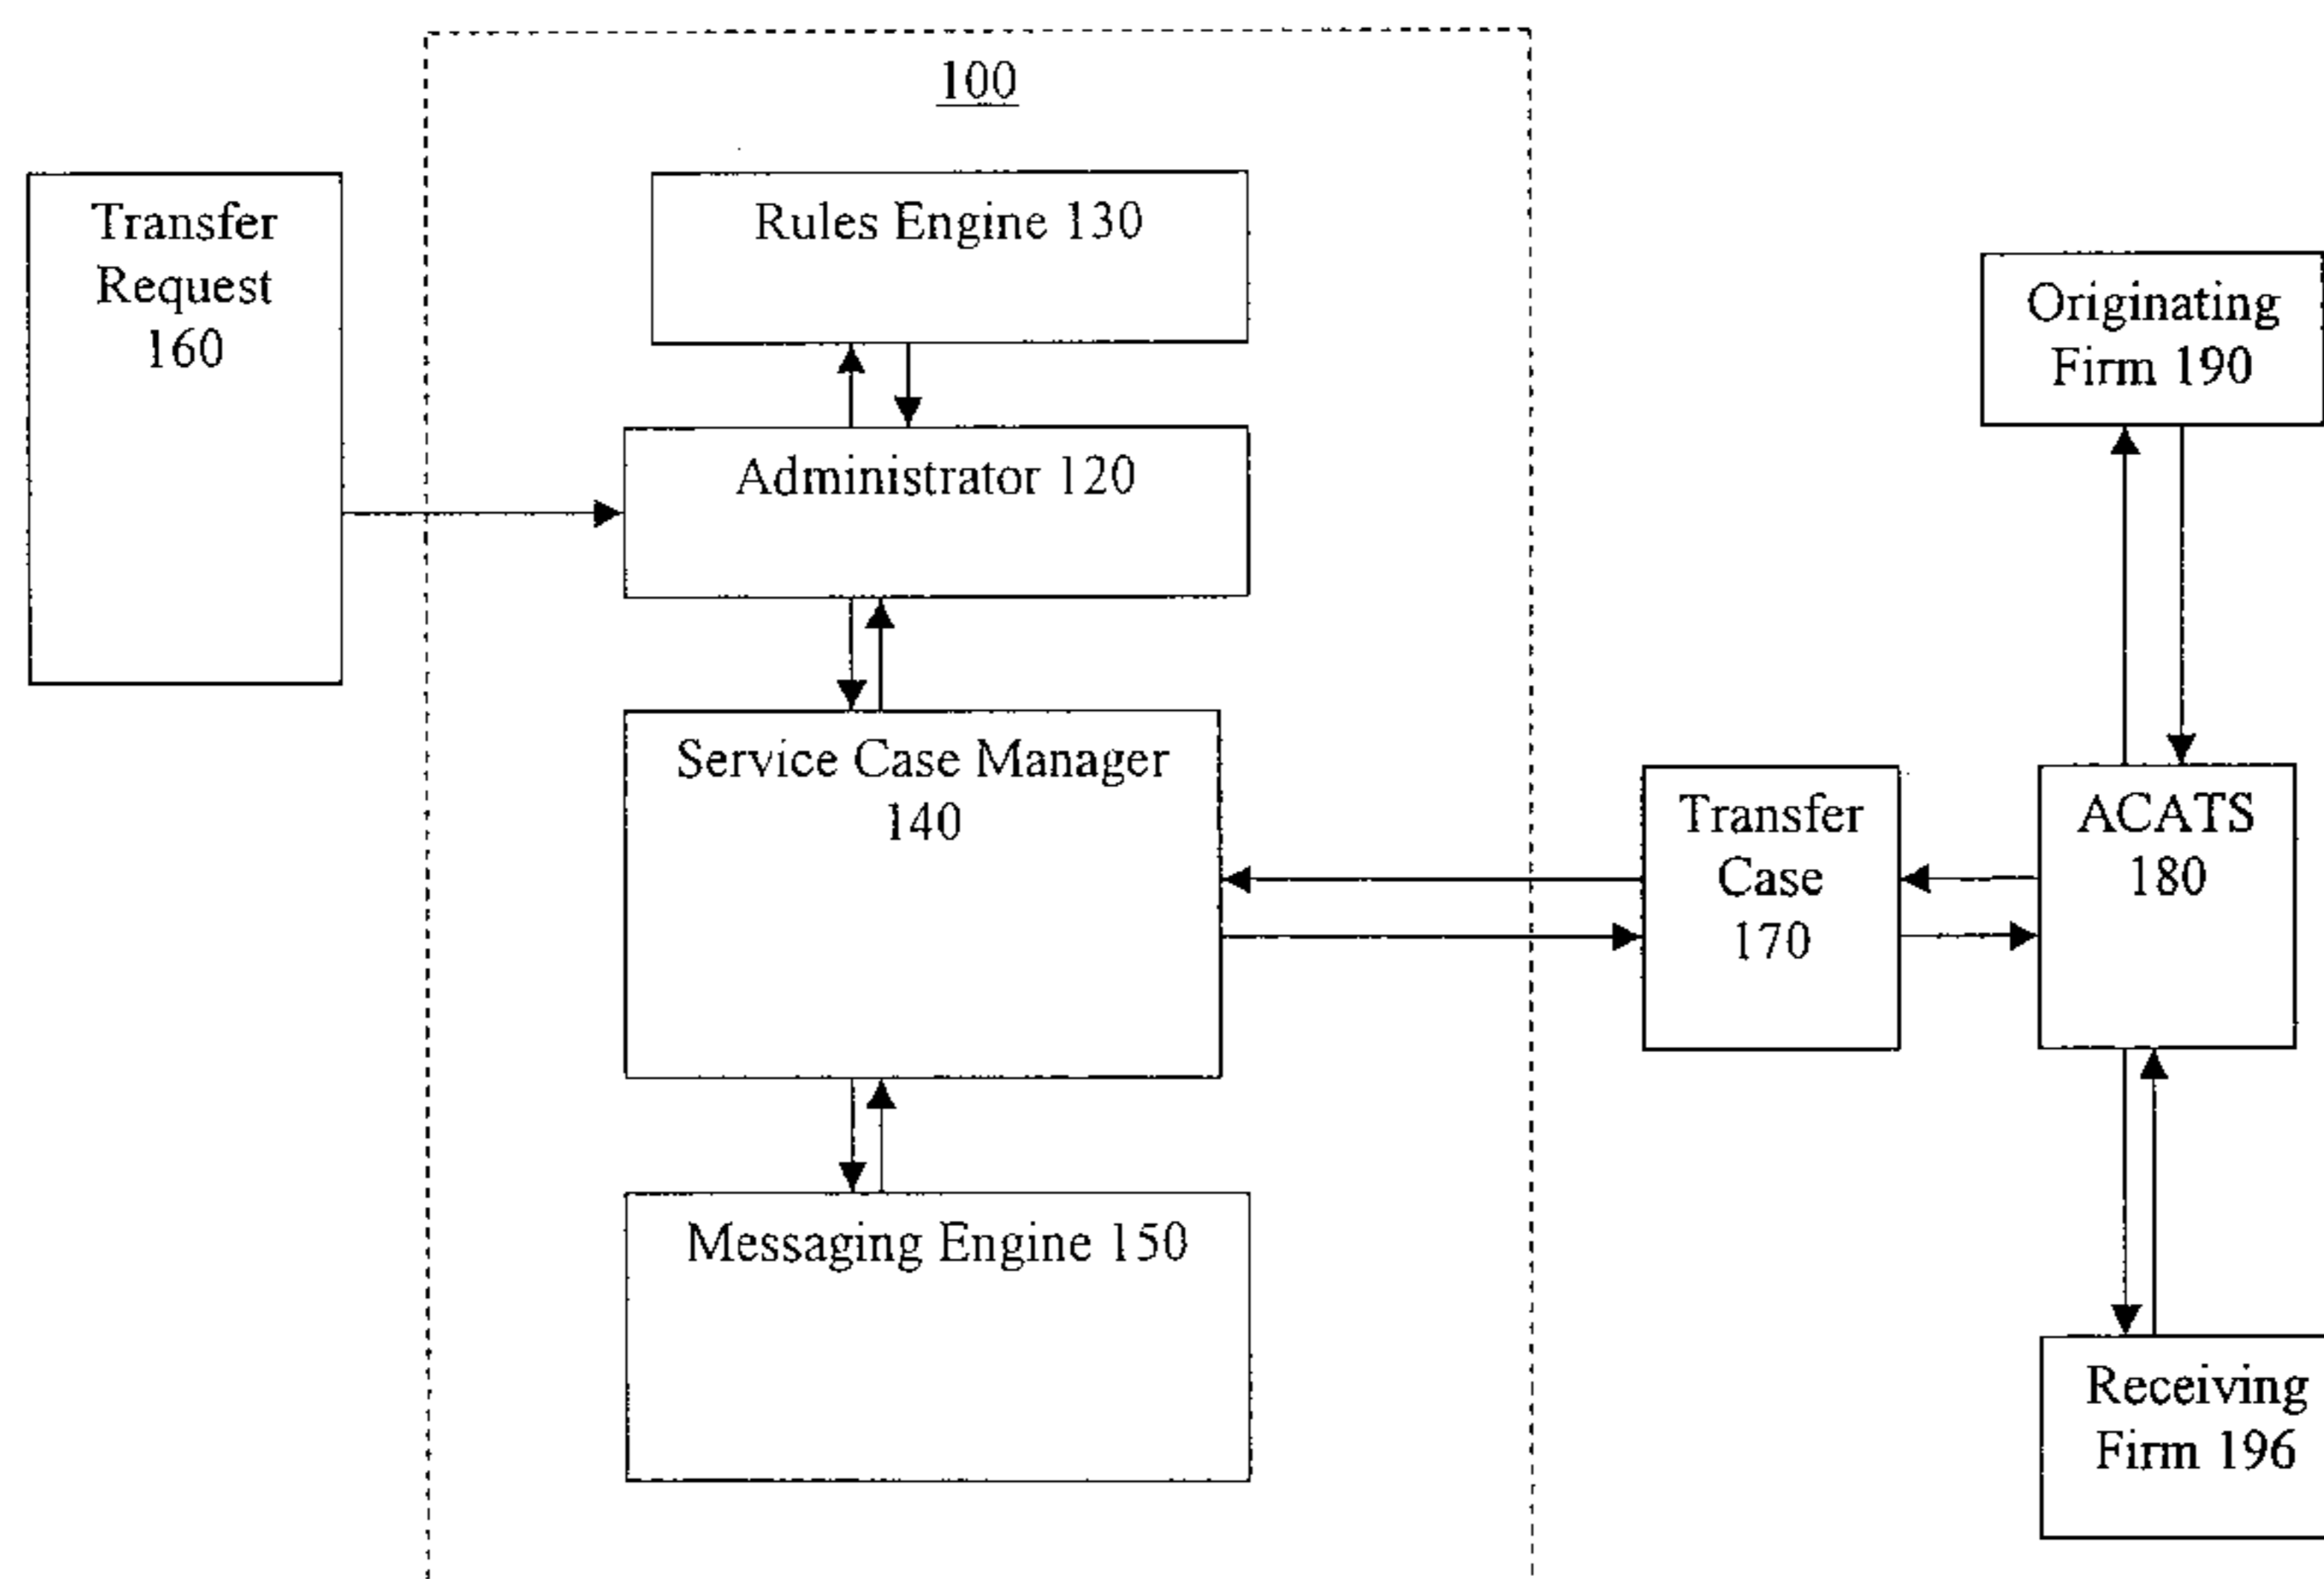 100
Transfer
Request
160
Rules Engine 130
Administrator 120
Service Case Manager
140
Messaging Engine 150
Transfer
Case
170
ACATS
180
Originating
Firm 190
Receiving
Firm 196